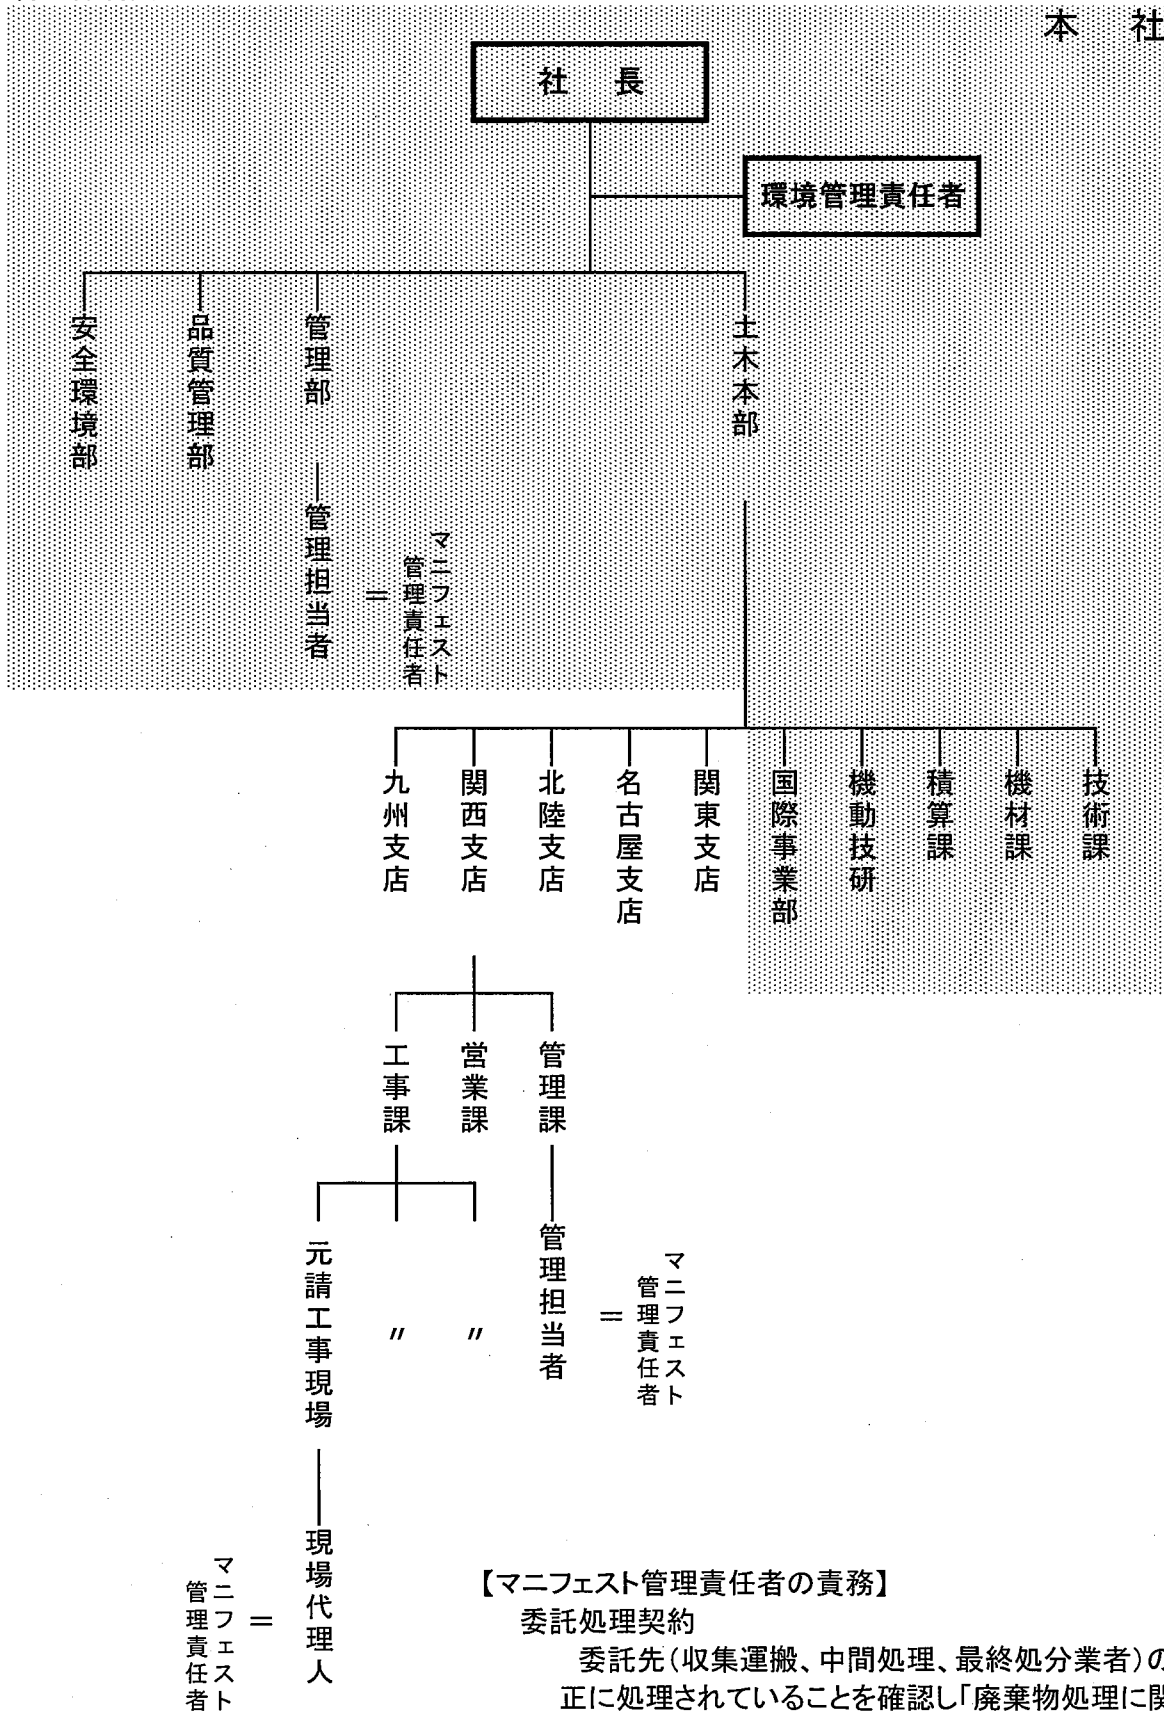 本 社
社 長
環境管理責任者
安全環境部
品質管理部
管理部
土木本部
管理担当者
＝
マニフェスト
管理責任者
九州支店
関西支店
北陸支店
名古屋支店
関東支店
国際事業部
機動技研
積算課
機材課
技術課
工事課
営業課
管理課
元請工事現場
〃
〃
管理担当者
＝
マニフェスト
管理責任者
現場代理人
＝
マニフェスト
管理責任者
【マニフェスト管理責任者の責務】
委託処理契約
委託先（収集運搬、中間処理、最終処分業者）の
正に処理されていることを確認し「廃棄物処理に関